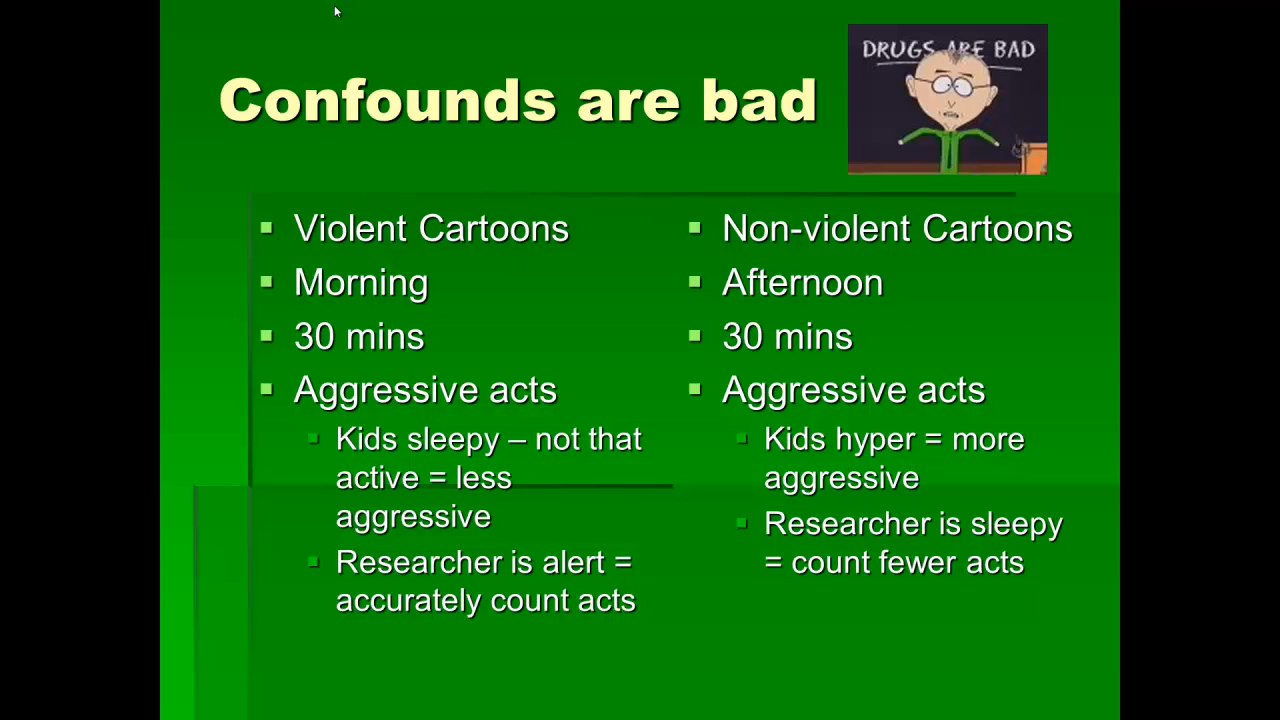 DRUGS ARE BAD
Confounds are bad
Violent Cartoons
Morning
30 mins
Aggressive acts
Kids sleepy – not that
active = less
aggressive
Researcher is alert =
accurately count acts
Non-violent Cartoons
Afternoon
30 mins
Aggressive acts
Kids hyper = more
aggressive
Researcher is sleepy
= count fewer acts